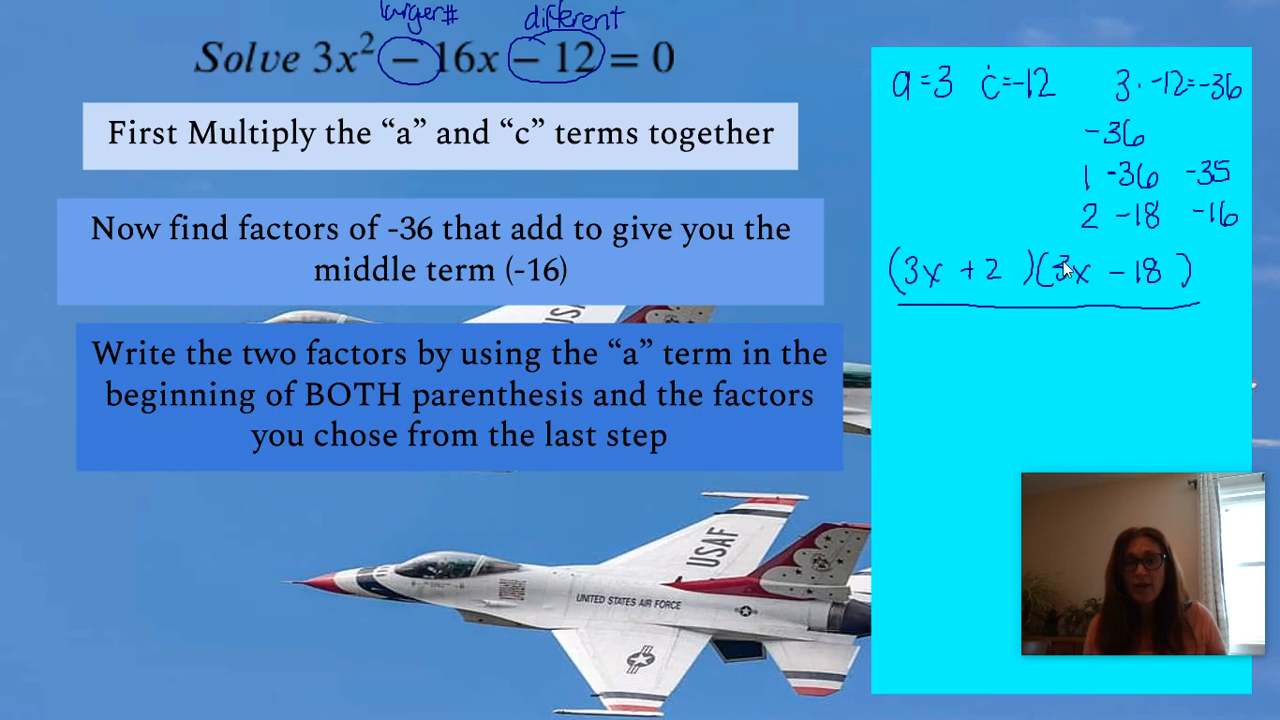 larger# different
Solve 3x² – 16x – 12 = 0
First Multiply the “a” and “c” terms together
Now find factors of -36 that add to give you the
middle term (-16)
Write the two factors by using the “a” term in the
beginning of BOTH parenthesis and the factors
you chose from the last step
a=3 c=-12 3·-12=-36
-36
1 -36 -35
2 -18 -16
(3x +2 )(3x -18 )
USAF
UNITED STATES AIR FORCE